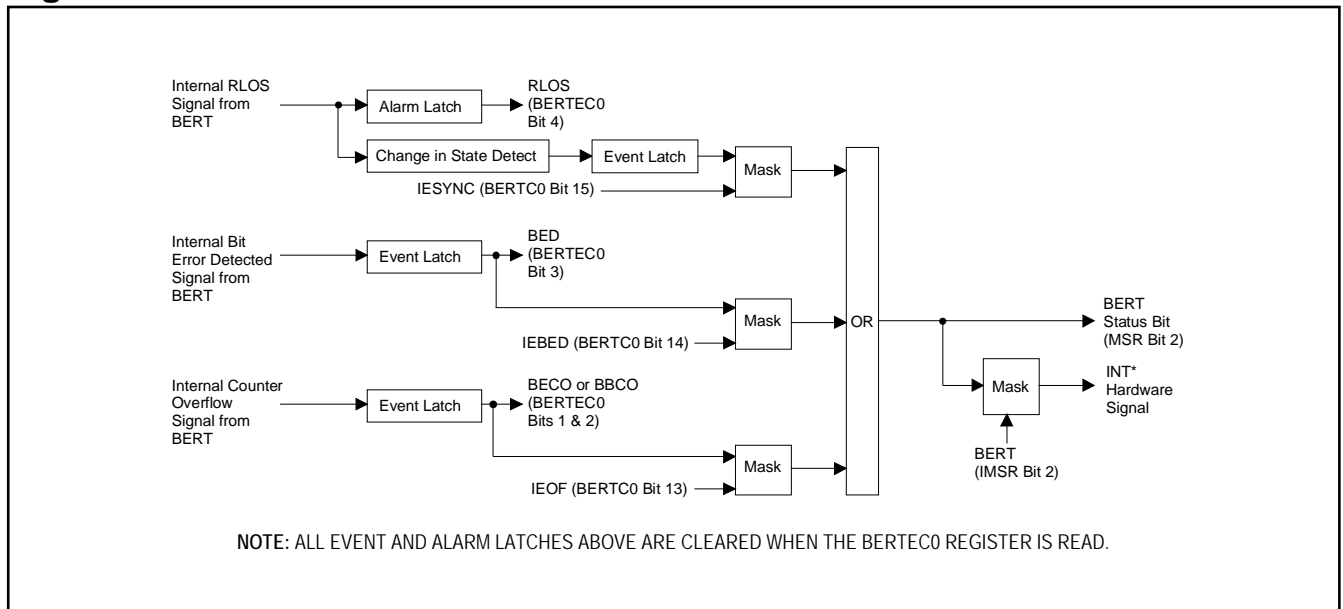 Internal RLOS
Signal from
BERT
Alarm Latch
RLOS
(BERTEC0
Bit 4)
Change in State Detect
Event Latch
Mask
IESYNC (BERTC0 Bit 15)
Internal Bit
Error Detected
Signal from
BERT
Event Latch
BED
(BERTEC0
Bit 3)
Mask
IEBED (BERTC0 Bit 14)
OR
BERT
Status Bit
(MSR Bit 2)
Mask
INT*
Hardware
Signal
BERT
(IMSR Bit 2)
Internal Counter
Overflow
Signal from
BERT
Event Latch
BECO or BBCO
(BERTEC0
Bits 1 & 2)
Mask
IEOF (BERTC0 Bit 13)
NOTE: ALL EVENT AND ALARM LATCHES ABOVE ARE CLEARED WHEN THE BERTEC0 REGISTER IS READ.